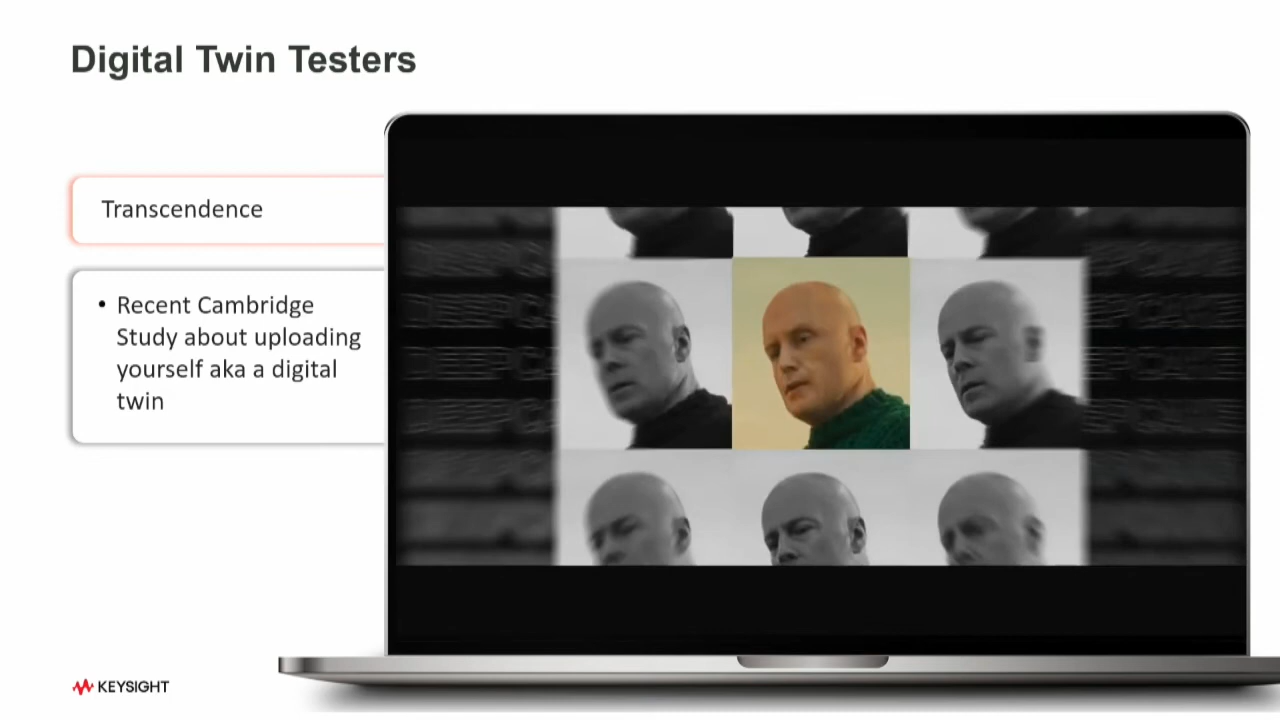 Digital Twin Testers
Transcendence
• Recent Cambridge
Study about uploading
yourself aka a digital
twin
KEYSIGHT